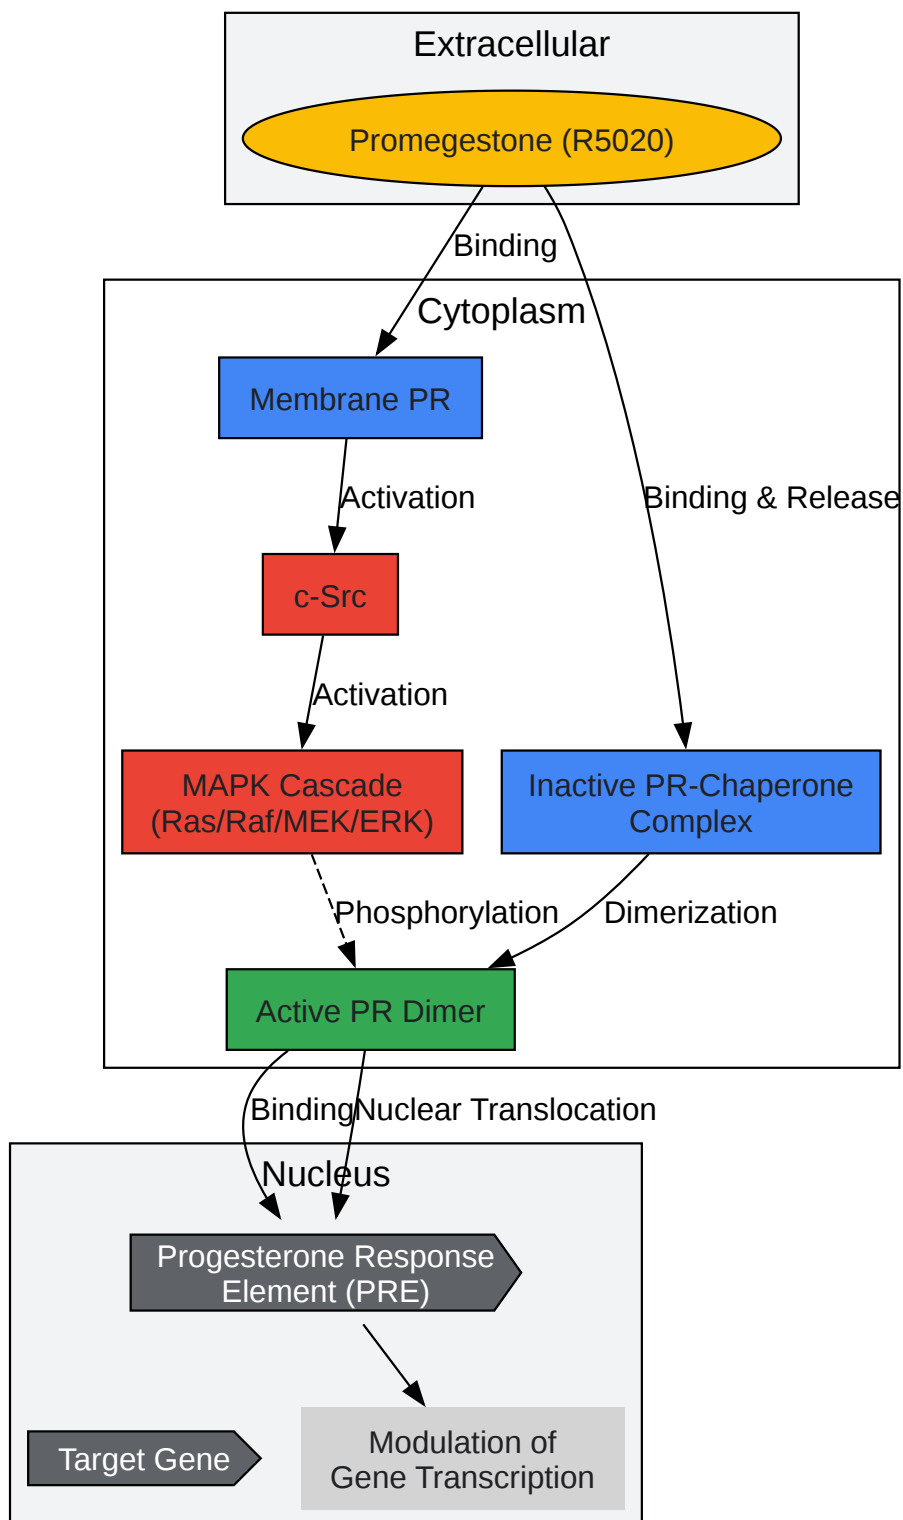 Extracellular
Promegestone (R5020)
Binding
Cytoplasm
Membrane PR
Activation
Binding & Release
c-Src
Activation
MAPK Cascade
(Ras/Raf/MEK/ERK)
Inactive PR-Chaperone
Complex
Phosphorylation
Dimerization
Active PR Dimer
Binding
Nuclear Translocation
Nucleus
Progesterone Response
Element (PRE)
Target Gene
Modulation of
Gene Transcription